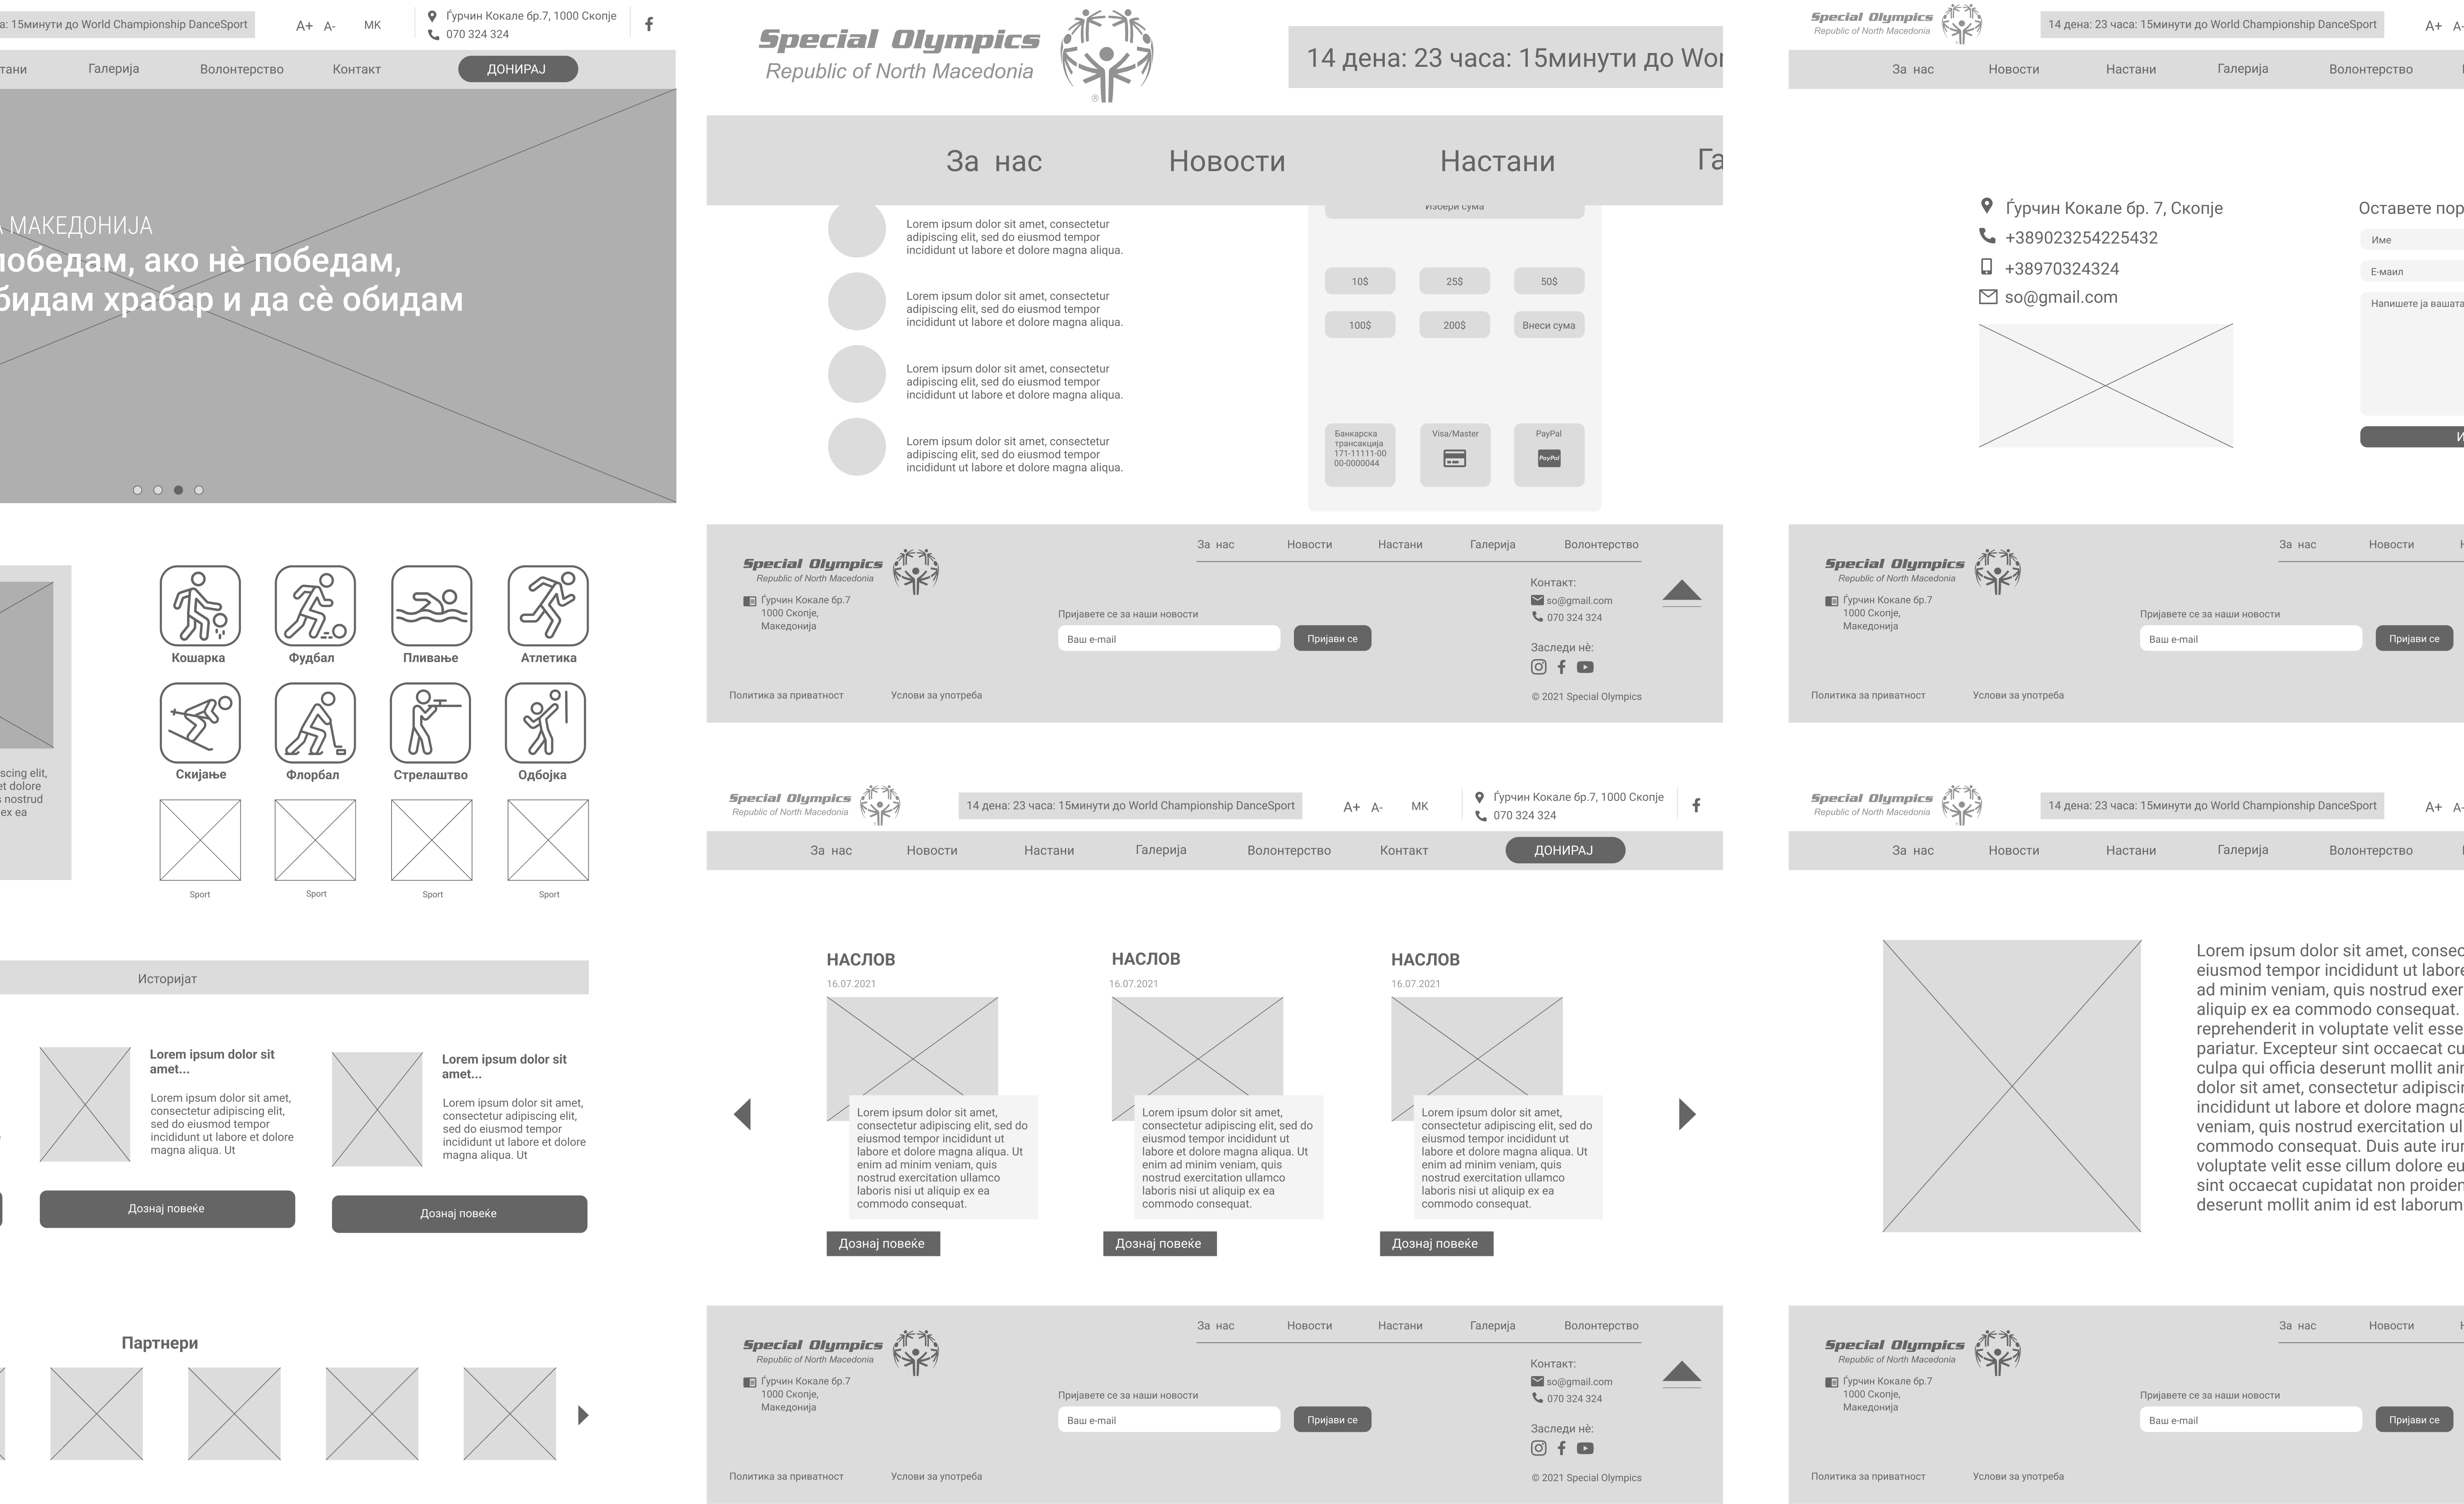 а: 15минути до World Championship DanceSport
A+ A-
МК
Ѓурчин Кокале бр.7, 1000 Скопје
070 324 324
Галерија
Волонтерство
Контакт
ДОНИРАЈ
МАКЕДОНИЈА
победам, ако нѐ победам,
бидам храбар и да сѐ обидам
scing elit,
et dolore
nostrud
ex ea
Кошарка
Фудбал
Пливање
Атлетика
Скијање
Флорбал
Стрелаштво
Одбојка
Sport
Sport
Sport
Sport
Историјат
Lorem ipsum dolor sit
amet...
Lorem ipsum dolor sit amet,
consectetur adipiscing elit,
sed do eiusmod tempor
incididunt ut labore et dolore
magna aliqua. Ut
Дознај повеќе
Lorem ipsum dolor sit
amet...
Lorem ipsum dolor sit amet,
consectetur adipiscing elit,
sed do eiusmod tempor
incididunt ut labore et dolore
magna aliqua. Ut
Дознај повеќе
Партнери
Special Olympics
Republic of North Macedonia
®
14 дена: 23 часа: 15минути до Wor
За нас
Новости
Настани
Га
Избери сума
Lorem ipsum dolor sit amet, consectetur
adipiscing elit, sed do eiusmod tempor
incididunt ut labore et dolore magna aliqua.
Lorem ipsum dolor sit amet, consectetur
adipiscing elit, sed do eiusmod tempor
incididunt ut labore et dolore magna aliqua.
Lorem ipsum dolor sit amet, consectetur
adipiscing elit, sed do eiusmod tempor
incididunt ut labore et dolore magna aliqua.
Lorem ipsum dolor sit amet, consectetur
adipiscing elit, sed do eiusmod tempor
incididunt ut labore et dolore magna aliqua.
10$
25$
50$
100$
200$
Внеси сума
Банкарска
трансакција
171-11111-00
00-0000044
Visa/Master
PayPal
PayPal
За нас
Новости
Настани
Галерија
Волонтерство
Special Olympics
Republic of North Macedonia
Ѓурчин Кокале бр.7
1000 Скопје,
Македонија
Пријавете се за наши новости
Ваш e-mail
Пријави се
Контакт:
so@gmail.com
070 324 324
Заследи нѐ:
Политика за приватност
Услови за употреба
© 2021 Special Olympics
Special Olympics
Republic of North Macedonia
14 дена: 23 часа: 15минути до World Championship DanceSport
A+ A-
МК
Ѓурчин Кокале бр.7, 1000 Скопје
070 324 324
За нас
Новости
Настани
Галерија
Волонтерство
Контакт
ДОНИРАЈ
НАСЛОВ
16.07.2021
Lorem ipsum dolor sit amet,
consectetur adipiscing elit, sed do
eiusmod tempor incididunt ut
labore et dolore magna aliqua. Ut
enim ad minim veniam, quis
nostrud exercitation ullamco
laboris nisi ut aliquip ex ea
commodo consequat.
Дознај повеќе
НАСЛОВ
16.07.2021
Lorem ipsum dolor sit amet,
consectetur adipiscing elit, sed do
eiusmod tempor incididunt ut
labore et dolore magna aliqua. Ut
enim ad minim veniam, quis
nostrud exercitation ullamco
laboris nisi ut aliquip ex ea
commodo consequat.
Дознај повеќе
НАСЛОВ
16.07.2021
Lorem ipsum dolor sit amet,
consectetur adipiscing elit, sed do
eiusmod tempor incididunt ut
labore et dolore magna aliqua. Ut
enim ad minim veniam, quis
nostrud exercitation ullamco
laboris nisi ut aliquip ex ea
commodo consequat.
Дознај повеќе
За нас
Новости
Настани
Галерија
Волонтерство
Special Olympics
Republic of North Macedonia
Ѓурчин Кокале бр.7
1000 Скопје,
Македонија
Пријавете се за наши новости
Ваш e-mail
Пријави се
Контакт:
so@gmail.com
070 324 324
Заследи нѐ:
Политика за приватност
Услови за употреба
© 2021 Special Olympics
Special Olympics
Republic of North Macedonia
14 дена: 23 часа: 15минути до World Championship DanceSport
A+ A-
За нас
Новости
Настани
Галерија
Волонтерство
Ѓурчин Кокале бр. 7, Скопје
+389023254225432
+38970324324
so@gmail.com
Оставете пор
Име
Е-маил
Напишете ја вашата
За нас
Новости
Special Olympics
Republic of North Macedonia
Ѓурчин Кокале бр.7
1000 Скопје,
Македонија
Пријавете се за наши новости
Ваш e-mail
Пријави се
Политика за приватност
Услови за употреба
Special Olympics
Republic of North Macedonia
14 дена: 23 часа: 15минути до World Championship DanceSport
A+ A-
За нас
Новости
Настани
Галерија
Волонтерство
Lorem ipsum dolor sit amet, consec
eiusmod tempor incididunt ut labore
ad minim veniam, quis nostrud exer
aliquip ex ea commodo consequat.
reprehenderit in voluptate velit esse
pariatur. Excepteur sint occaecat cu
culpa qui officia deserunt mollit anin
dolor sit amet, consectetur adipiscin
incididunt ut labore et dolore magna
veniam, quis nostrud exercitation ul
commodo consequat. Duis aute irur
voluptate velit esse cillum dolore eu
sint occaecat cupidatat non proiden
deserunt mollit anim id est laborum
За нас
Новости
Special Olympics
Republic of North Macedonia
Ѓурчин Кокале бр.7
1000 Скопје,
Македонија
Пријавете се за наши новости
Ваш e-mail
Пријави се
Политика за приватност
Услови за употреба